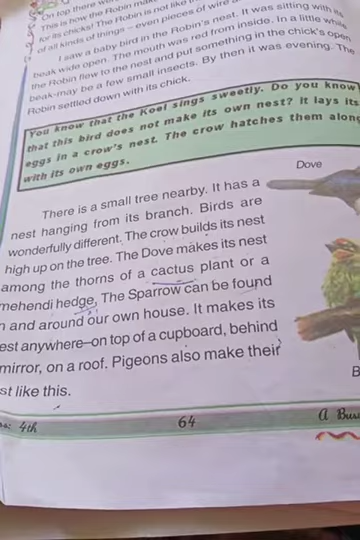 On top there
This is how the Robin
for its chicks! The Robin is not like
of all kinds of things – even pieces of wire
I saw a baby bird in the Robin's nest. It was sitting with its
beak wide open. The mouth was red from inside. In a little while
the Robin flew to the nest and put something in the chick's open
beak-may be a few small insects. By then it was evening. The
Robin settled down with its chick.
You know that the Koel sings sweetly. Do you know
that this bird does not make its own nest? It lays its
eggs in a crow's nest. The crow hatches them along
with its own eggs.
Dove
There is a small tree nearby. It has a
nest hanging from its branch. Birds are
wonderfully different. The crow builds its nest
high up on the tree. The Dove makes its nest
among the thorns of a cactus plant or a
mehendi hedge, The Sparrow can be found
n and around our own house. It makes its
est anywhere–on top of a cupboard, behind
mirror, on a roof. Pigeons also make their
st like this.
B
4th
64
a Bus